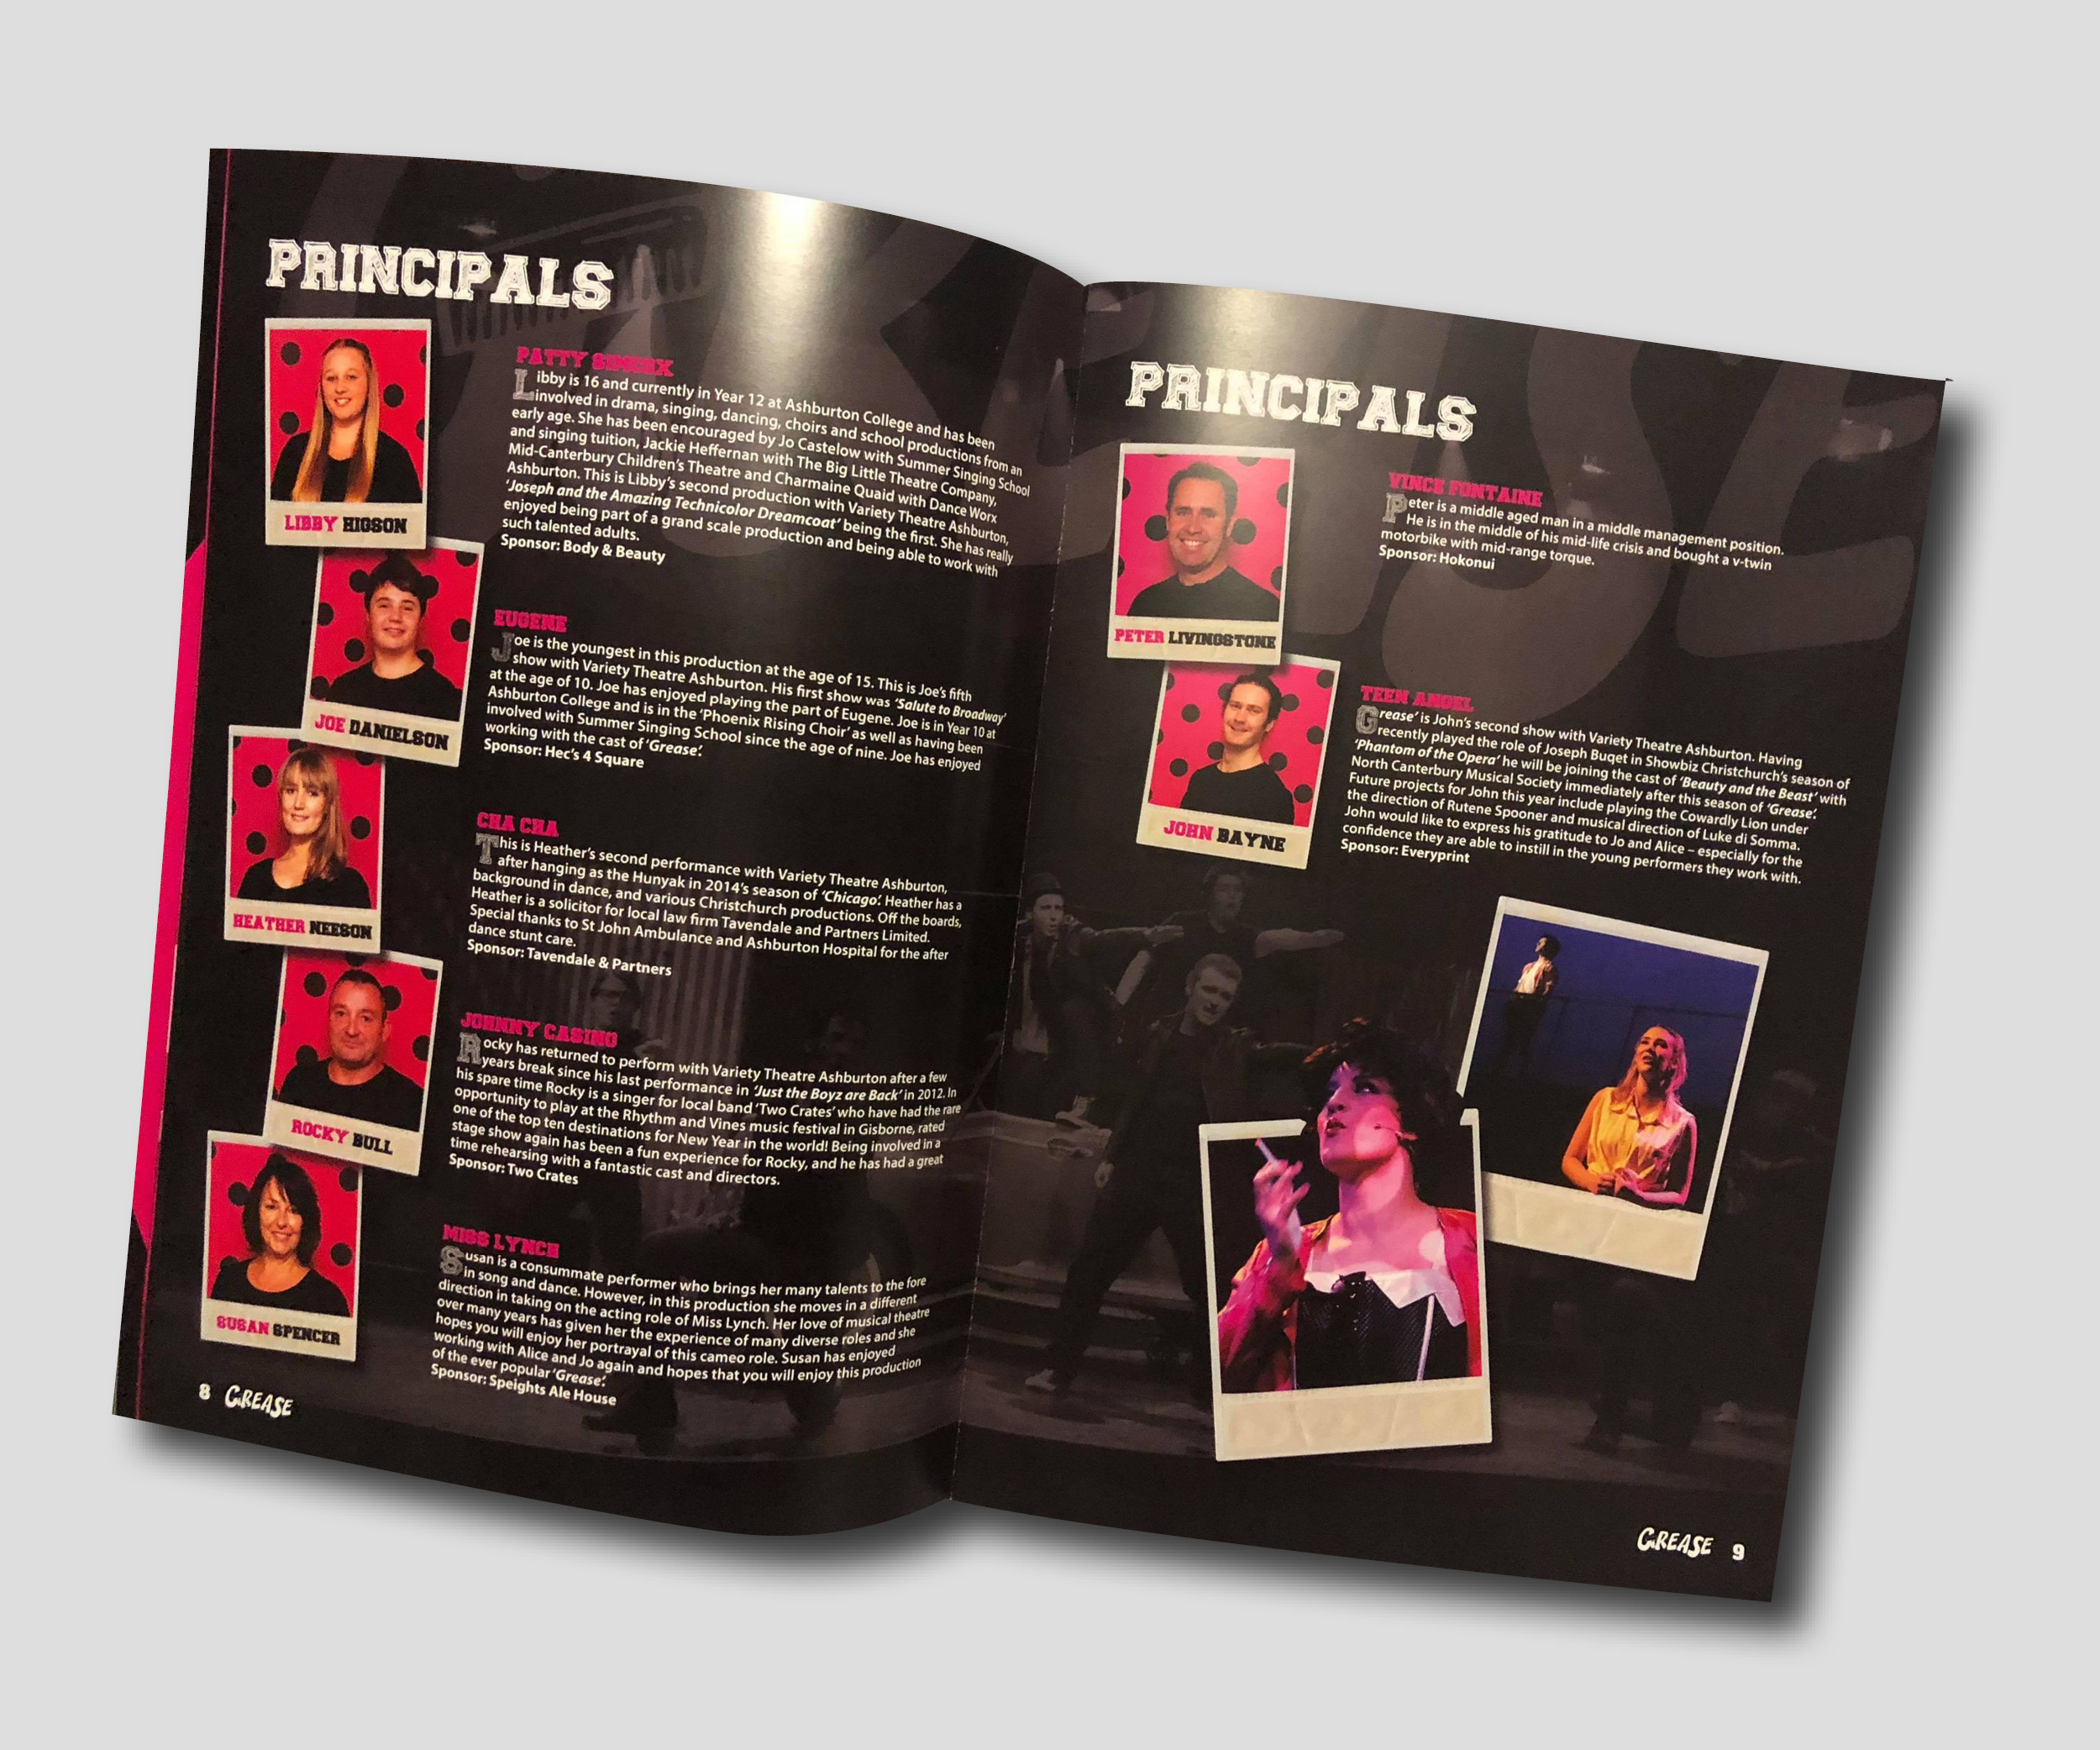 PRINCIPALS
LIBBY HIGSON
PATTY SIMCOX
Libby is 16 and currently in Year 12 at Ashburton College and has been
involved in drama, singing, dancing, choirs and school productions from an
early age. She has been encouraged by Jo Castelow with Summer Singing School
and singing tuition, Jackie Heffernan with The Big Little Theatre Company,
Mid-Canterbury Children's Theatre and Charmaine Quaid with Dance Worx
Ashburton. This is Libby's second production with Variety Theatre Ashburton,
'Joseph and the Amazing Technicolor Dreamcoat' being the first. She has really
enjoyed being part of a grand scale production and being able to work with
such talented adults.
Sponsor: Body & Beauty
JOE DANIELSON
EUGENE
Joe is the youngest in this production at the age of 15. This is Joe's fifth
show with Variety Theatre Ashburton. His first show was 'Salute to Broadway'
at the age of 10. Joe has enjoyed playing the part of Eugene. Joe is in Year 10 at
Ashburton College and is in the 'Phoenix Rising Choir' as well as having been
involved with Summer Singing School since the age of nine. Joe has enjoyed
working with the cast of 'Grease'.
Sponsor: Hec's 4 Square
HEATHER NEESON
CHA CHA
This is Heather's second performance with Variety Theatre Ashburton,
after hanging as the Hunyak in 2014's season of 'Chicago'. Heather has a
background in dance, and various Christchurch productions. Off the boards,
Heather is a solicitor for local law firm Tavendale and Partners Limited.
Special thanks to St John Ambulance and Ashburton Hospital for the after
dance stunt care.
Sponsor: Tavendale & Partners
ROCKY BULL
JOHNNY CASINO
Rocky has returned to perform with Variety Theatre Ashburton after a few
years break since his last performance in 'Just the Boyz are Back' in 2012. In
his spare time Rocky is a singer for local band 'Two Crates' who have had the rare
opportunity to play at the Rhythm and Vines music festival in Gisborne, rated
one of the top ten destinations for New Year in the world! Being involved in a
stage show again has been a fun experience for Rocky, and he has had a great
time rehearsing with a fantastic cast and directors.
Sponsor: Two Crates
SUSAN SPENCER
MISS LYNCH
Susan is a consummate performer who brings her many talents to the fore
in song and dance. However, in this production she moves in a different
direction in taking on the acting role of Miss Lynch. Her love of musical theatre
over many years has given her the experience of many diverse roles and she
hopes you will enjoy her portrayal of this cameo role. Susan has enjoyed
working with Alice and Jo again and hopes that you will enjoy this production
of the ever popular 'Grease'.
Sponsor: Speights Ale House
8 GREASE
PRINCIPALS
PETER LIVINGSTONE
VINCE FONTAINE
Peter is a middle aged man in a middle management position.
He is in the middle of his mid-life crisis and bought a v-twin
motorbike with mid-range torque.
Sponsor: Hokonui
JOHN BAYNE
TEEN ANGEL
Grease' is John's second show with Variety Theatre Ashburton. Having
recently played the role of Joseph Buqet in Showbiz Christchurch's season of
'Phantom of the Opera' he will be joining the cast of 'Beauty and the Beast' with
North Canterbury Musical Society immediately after this season of 'Grease'.
Future projects for John this year include playing the Cowardly Lion under
the direction of Rutene Spooner and musical direction of Luke di Somma.
John would like to express his gratitude to Jo and Alice – especially for the
confidence they are able to instill in the young performers they work with.
Sponsor: Everyprint
GREASE 9